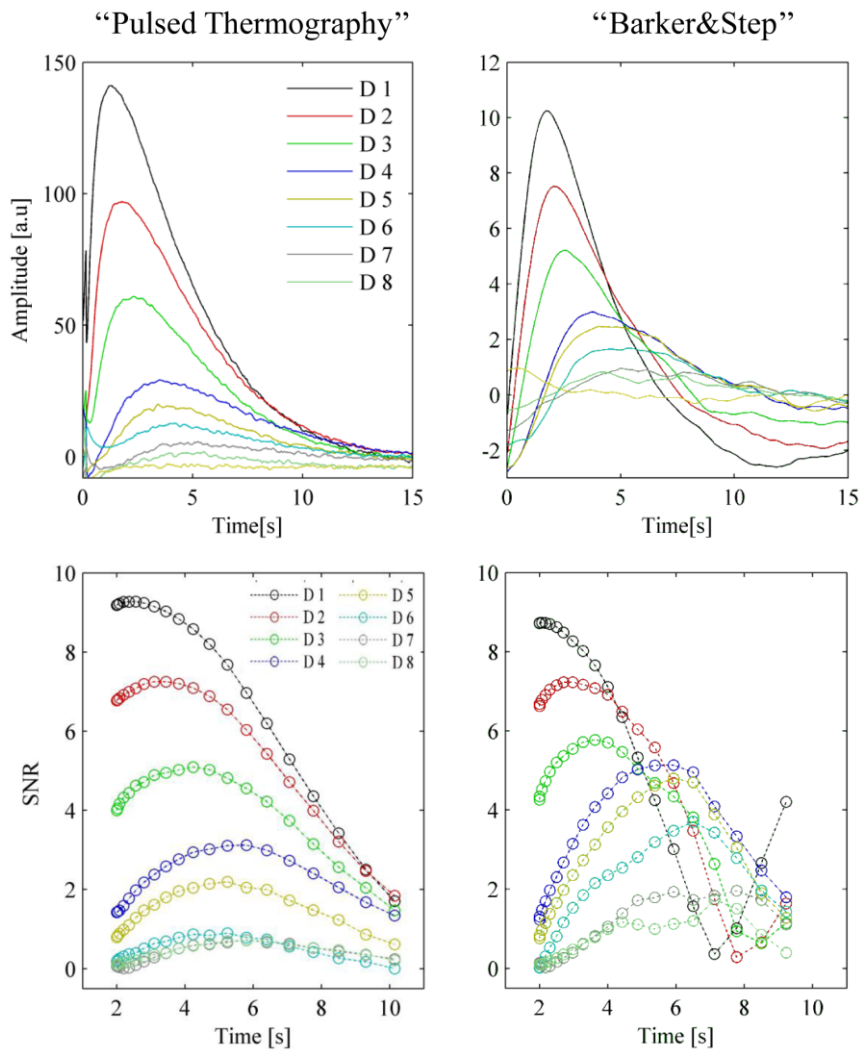 “Pulsed Thermography”
“Barker&Step”
150
100
50
0
Amplitude [a.u]
D 1
D 2
D 3
D 4
D 5
D 6
D 7
D 8
0 5 10 15
Time[s]
12
10
8
6
4
2
0
-2
0 5 10 15
Time[s]
10
8
6
4
2
0
SNR
D 1 D 5
D 2 D 6
D 3 D 7
D 4 D 8
2 4 6 8 10
Time [s]
10
8
6
4
2
0
2 4 6 8 10
Time [s]